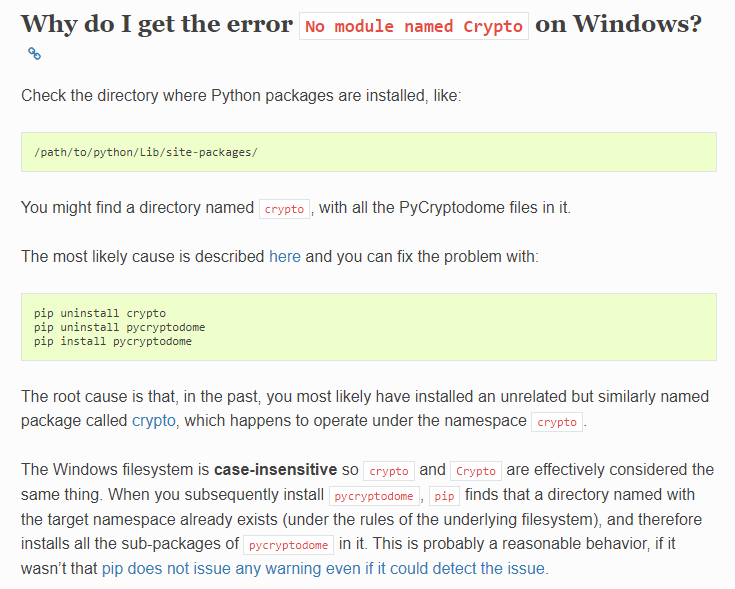 Why do I get the error No module named Crypto on Windows?
Check the directory where Python packages are installed, like:
/path/to/python/Lib/site-packages/
You might find a directory named crypto, with all the PyCryptodome files in it.
The most likely cause is described here and you can fix the problem with:
pip uninstall crypto
pip uninstall pycryptodome
pip install pycryptodome
The root cause is that, in the past, you most likely have installed an unrelated but similarly named
package called crypto, which happens to operate under the namespace crypto.
The Windows filesystem is case-insensitive so crypto and Crypto are effectively considered the
same thing. When you subsequently install pycryptodome, pip finds that a directory named with
the target namespace already exists (under the rules of the underlying filesystem), and therefore
installs all the sub-packages of pycryptodome in it. This is probably a reasonable behavior, if it
wasn’t that pip does not issue any warning even if it could detect the issue.